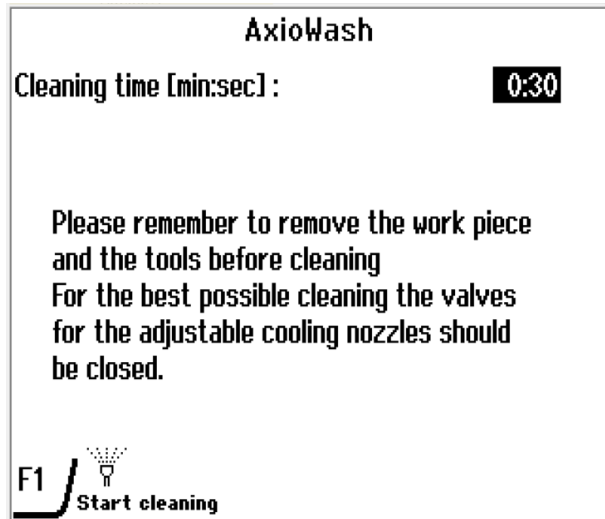 AxioWash
Cleaning time [min:sec] : 0:30
Please remember to remove the work piece
and the tools before cleaning
For the best possible cleaning the valves
for the adjustable cooling nozzles should
be closed.
F1 Start cleaning